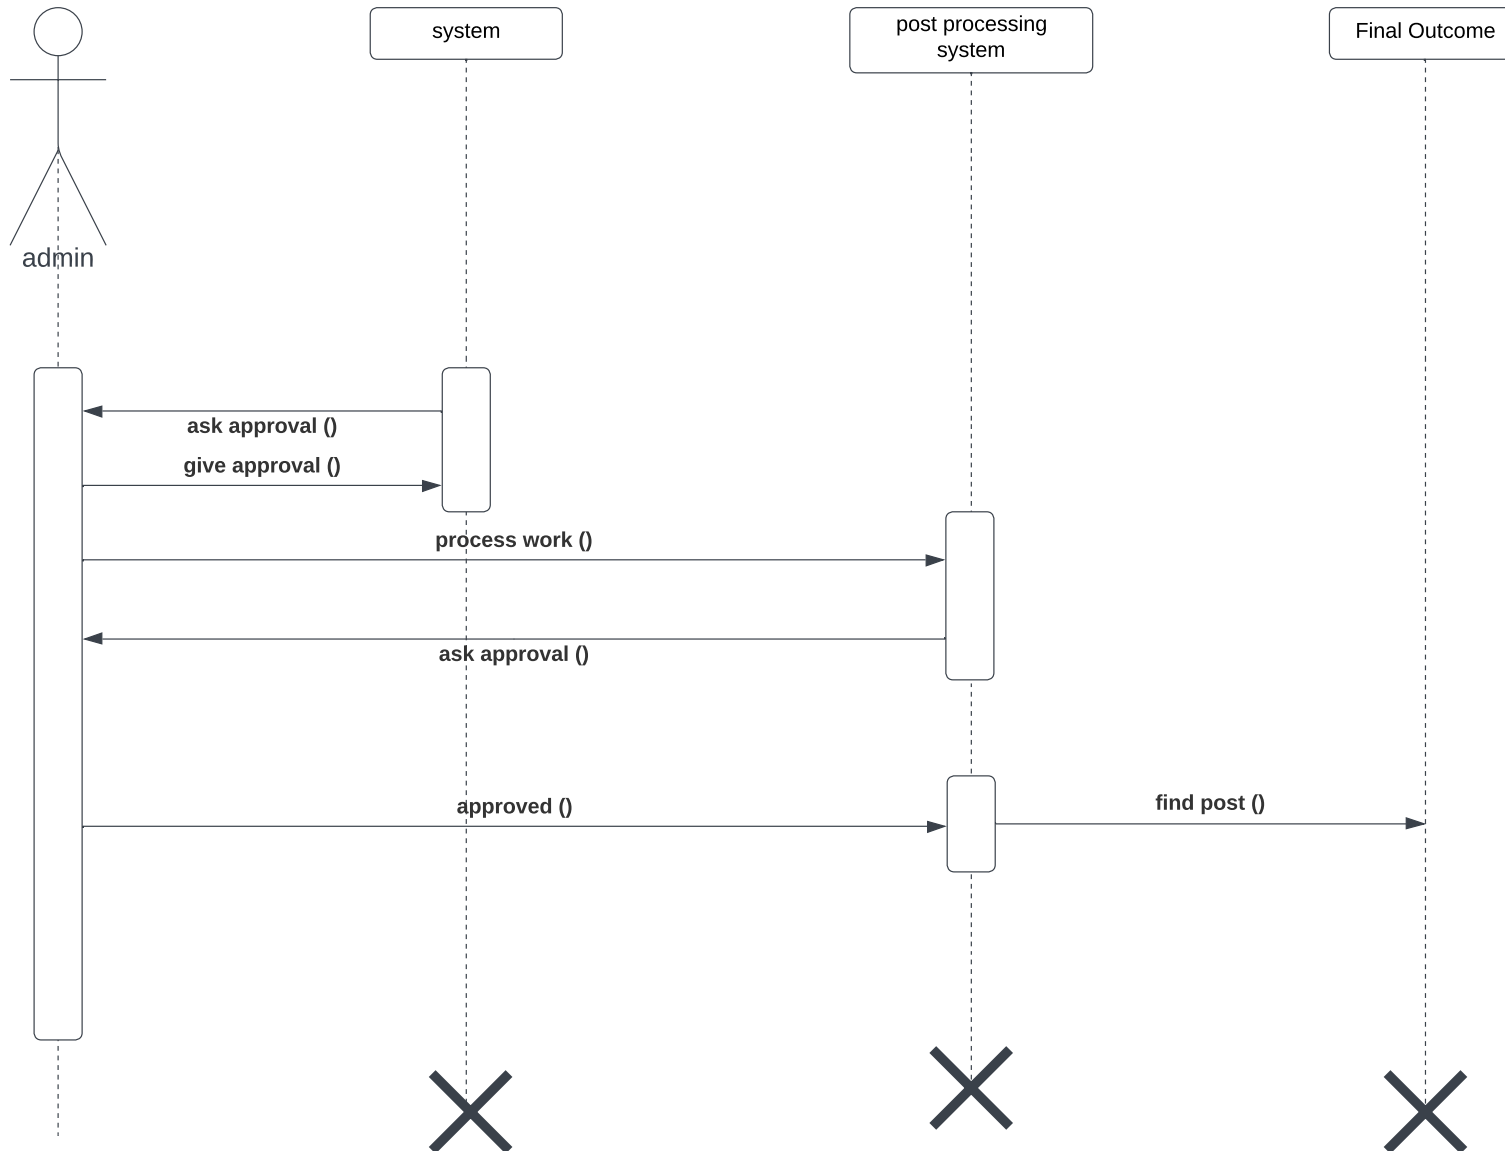 system
post processing
system
Final Outcome
admin
ask approval ()
give approval ()
process work ()
ask approval ()
approved ()
find post ()